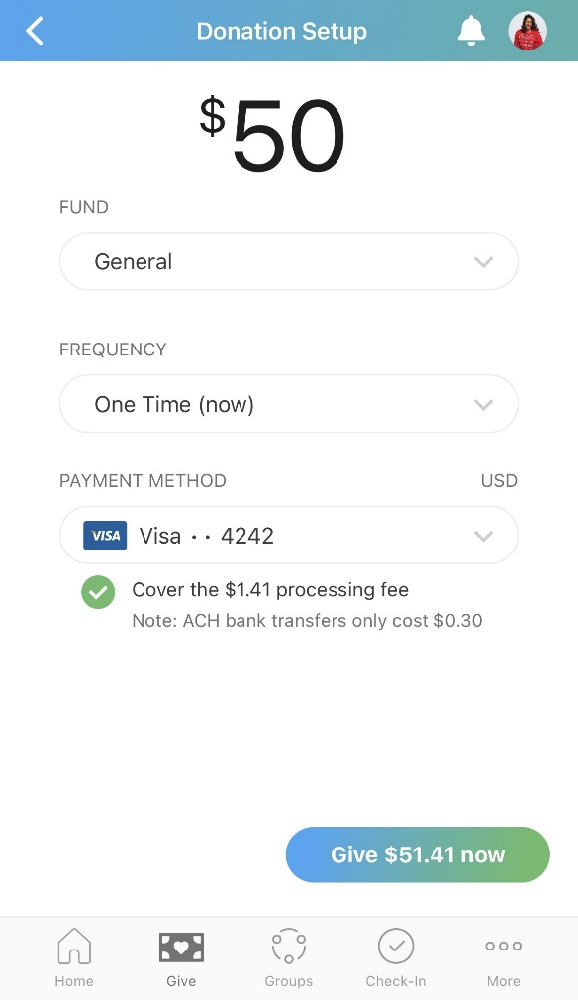 Donation Setup
$50
FUND
General
FREQUENCY
One Time (now)
PAYMENT METHOD USD
VISA Visa •• 4242
Cover the $1.41 processing fee
Note: ACH bank transfers only cost $0.30
Give $51.41 now
Home Give Groups Check-In More